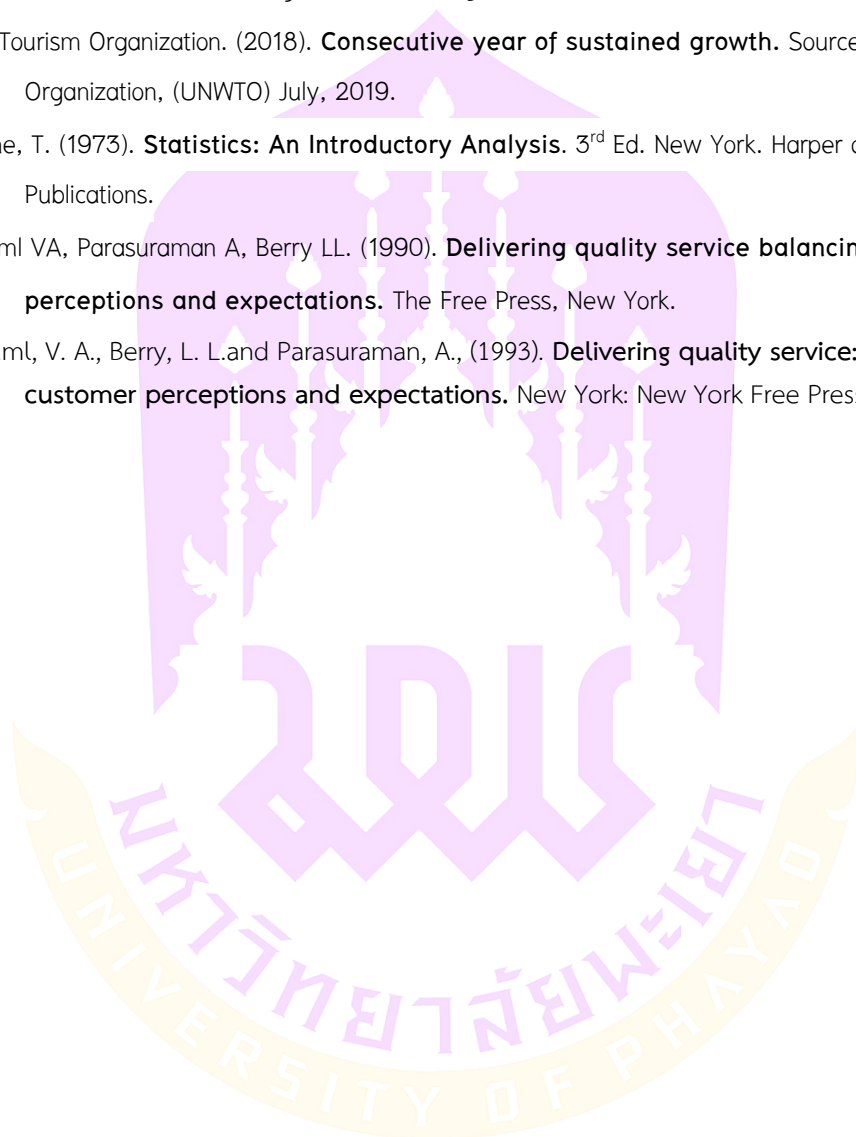 Tourism Organization. (2018). Consecutive year of sustained growth. Source
Organization, (UNWTO) July, 2019.
ne, T. (1973). Statistics: An Introductory Analysis. 3rd Ed. New York. Harper
Publications.
ml VA, Parasuraman A, Berry LL. (1990). Delivering quality service balancin
perceptions and expectations. The Free Press, New York.
ml, V. A., Berry, L. L.and Parasuraman, A., (1993). Delivering quality service:
customer perceptions and expectations. New York: New York Free Press
มหาวิทยาลัยพะเยา
UNIVERSITY OF PHAYAO